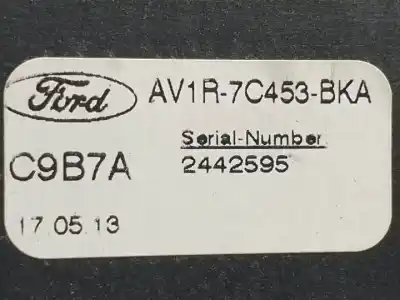 Ford
AV1R-7C453-BKA
Serial-Number
2442595
C9B7A
17.05.13